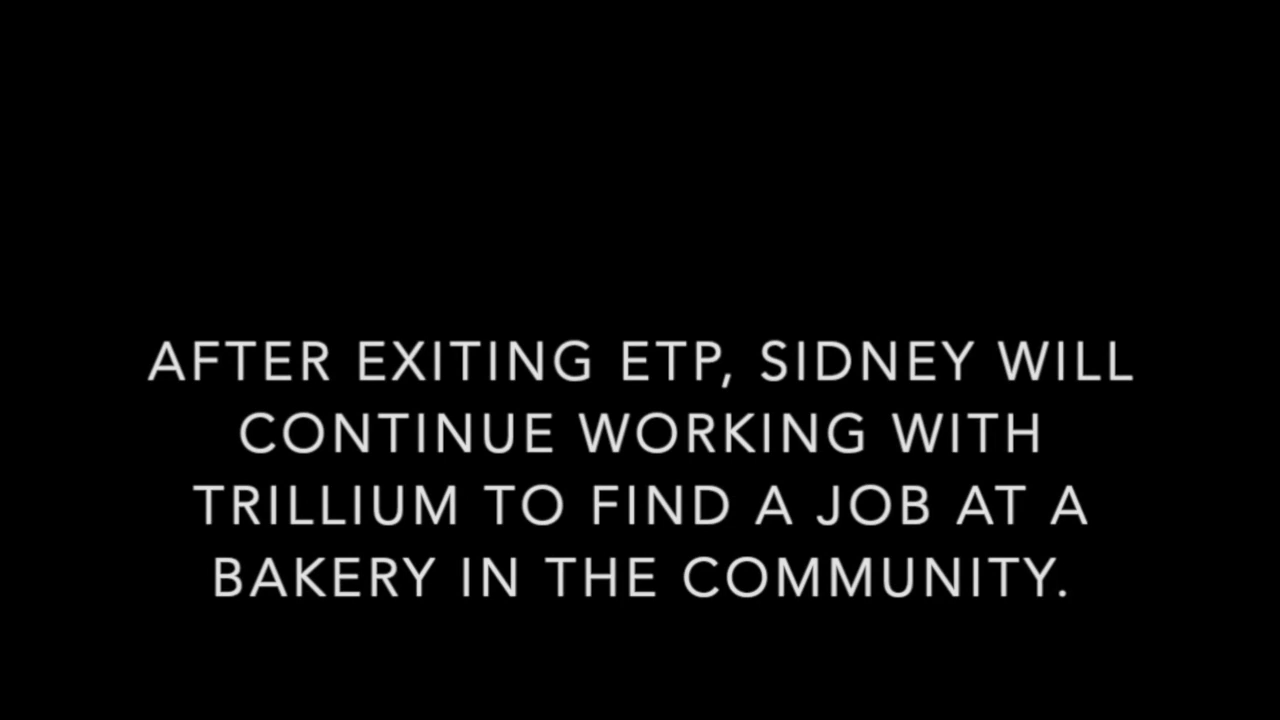 AFTER EXITING ETP, SIDNEY WILL
CONTINUE WORKING WITH
TRILLIUM TO FIND A JOB AT A
BAKERY IN THE COMMUNITY.